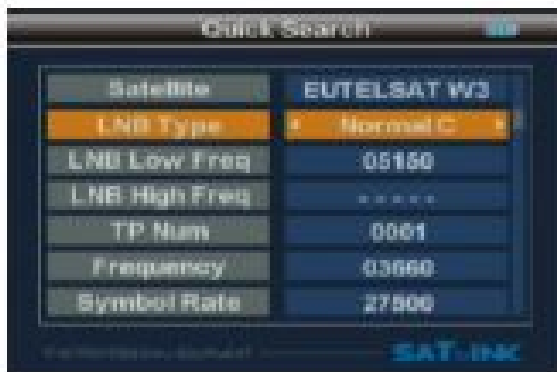 Quick Search
Satellite EUTELSAT W3
LNB Type Normal C
LNB Low Freq 05150
LNB High Freq -----
TP Num 0001
Frequency 03660
Symbol Rate 27500
SATLINK